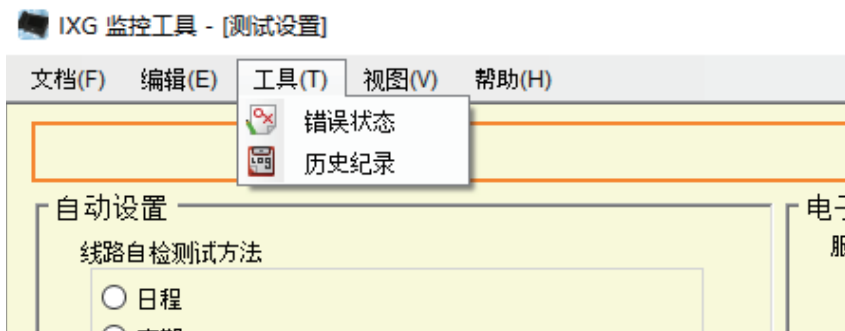 IXG 监控工具 - [测试设置]
文档(F) 编辑(E) 工具(T) 视图(V) 帮助(H)
错误状态
历史纪录
自动设置
线路自检测试方法
日程